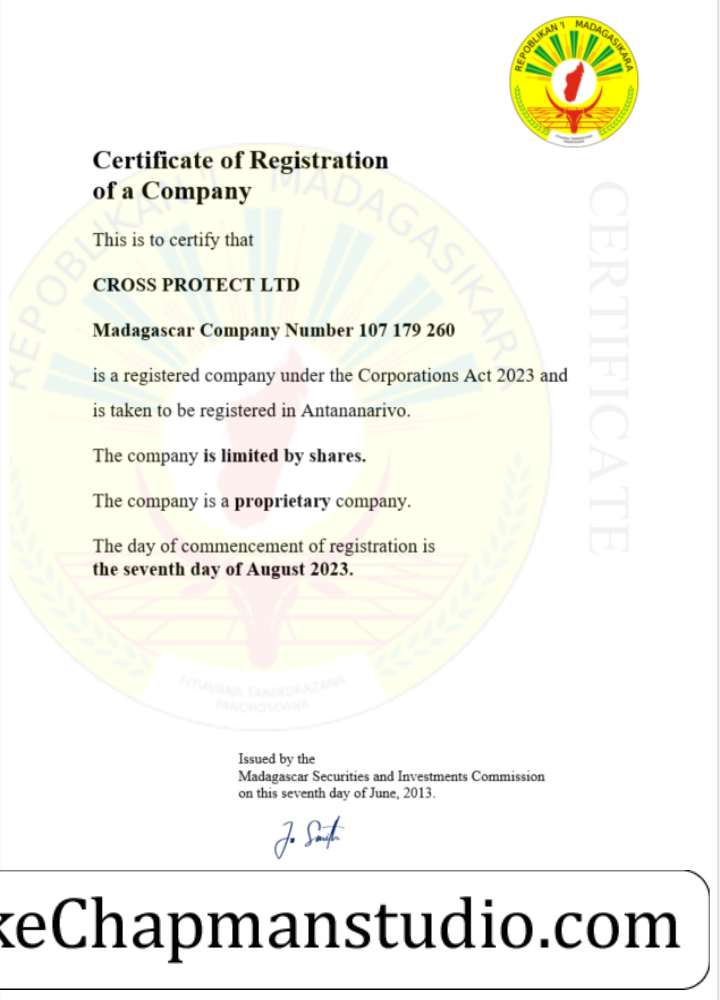 REPOBLIKAN'I MADAGASIKARA
Certificate of Registration
of a Company
This is to certify that
CROSS PROTECT LTD
Madagascar Company Number 107 179 260
is a registered company under the Corporations Act 2023 and
is taken to be registered in Antananarivo.
The company is limited by shares.
The company is a proprietary company.
The day of commencement of registration is
the seventh day of August 2023.
CERTIFICATE
REPOBLIKAN'I MADAGASIKARA
Issued by the
Madagascar Securities and Investments Commission
on this seventh day of June, 2013.
J. Smith
keChapmanstudio.com